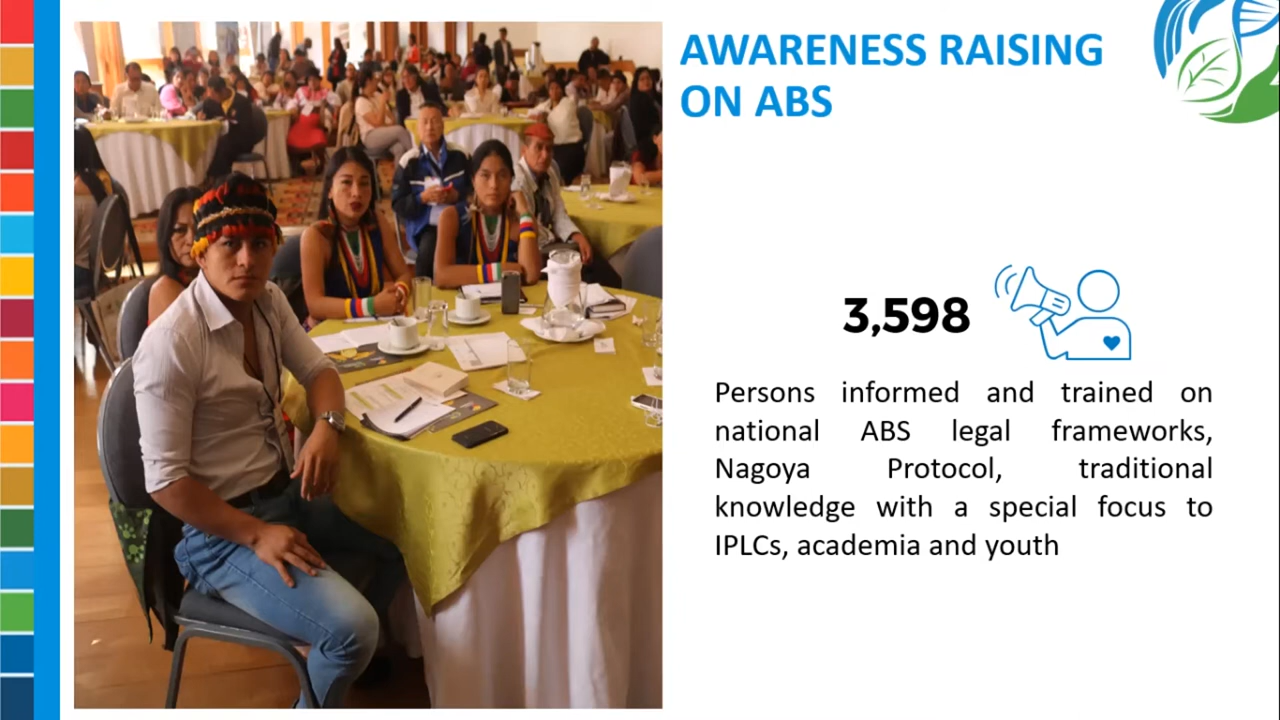 AWARENESS RAISING
ON ABS
3,598
Persons informed and trained on
national ABS legal frameworks,
Nagoya Protocol, traditional
knowledge with a special focus to
IPLCs, academia and youth